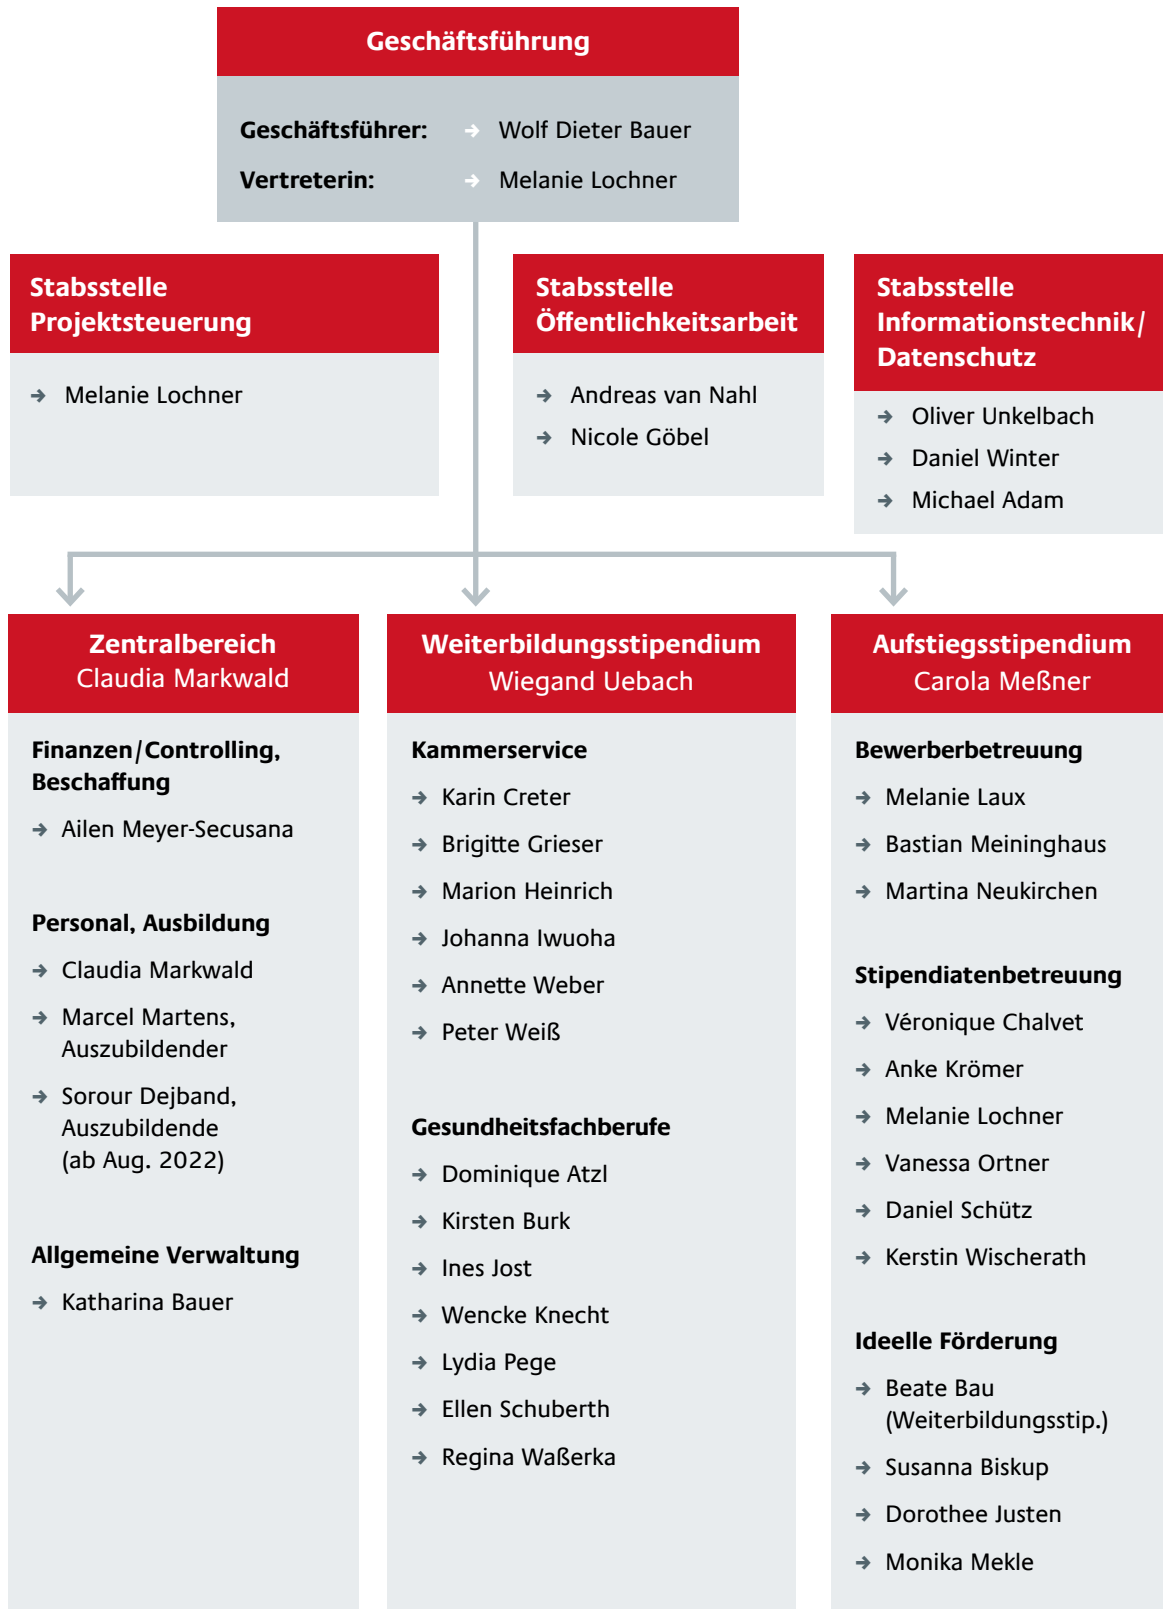 Geschäftsführung
Geschäftsführer: → Wolf Dieter Bauer
Vertreterin: → Melanie Lochner
Stabsstelle
Projektsteuerung
→ Melanie Lochner
Stabsstelle
Öffentlichkeitsarbeit
→ Andreas van Nahl
→ Nicole Göbel
Stabsstelle
Informationstechnik/
Datenschutz
→ Oliver Unkelbach
→ Daniel Winter
→ Michael Adam
Zentralbereich
Claudia Markwald
Finanzen/Controlling,
Beschaffung
→ Ailen Meyer-Secusana
Personal, Ausbildung
→ Claudia Markwald
→ Marcel Martens,
Auszubildender
→ Sorour Dejband,
Auszubildende
(ab Aug. 2022)
Allgemeine Verwaltung
→ Katharina Bauer
Weiterbildungsstipendium
Wiegand Uebach
Kammerservice
→ Karin Creter
→ Brigitte Grieser
→ Marion Heinrich
→ Johanna Iwuoha
→ Annette Weber
→ Peter Weiß
Gesundheitsfachberufe
→ Dominique Atzl
→ Kirsten Burk
→ Ines Jost
→ Wencke Knecht
→ Lydia Pege
→ Ellen Schuberth
→ Regina Waßerka
Aufstiegsstipendium
Carola Meßner
Bewerberbetreuung
→ Melanie Laux
→ Bastian Meininghaus
→ Martina Neukirchen
Stipendiatenbetreuung
→ Véronique Chalvet
→ Anke Krömer
→ Melanie Lochner
→ Vanessa Ortner
→ Daniel Schütz
→ Kerstin Wischerath
Ideelle Förderung
→ Beate Bau
(Weiterbildungsstip.)
→ Susanna Biskup
→ Dorothee Justen
→ Monika Mekle